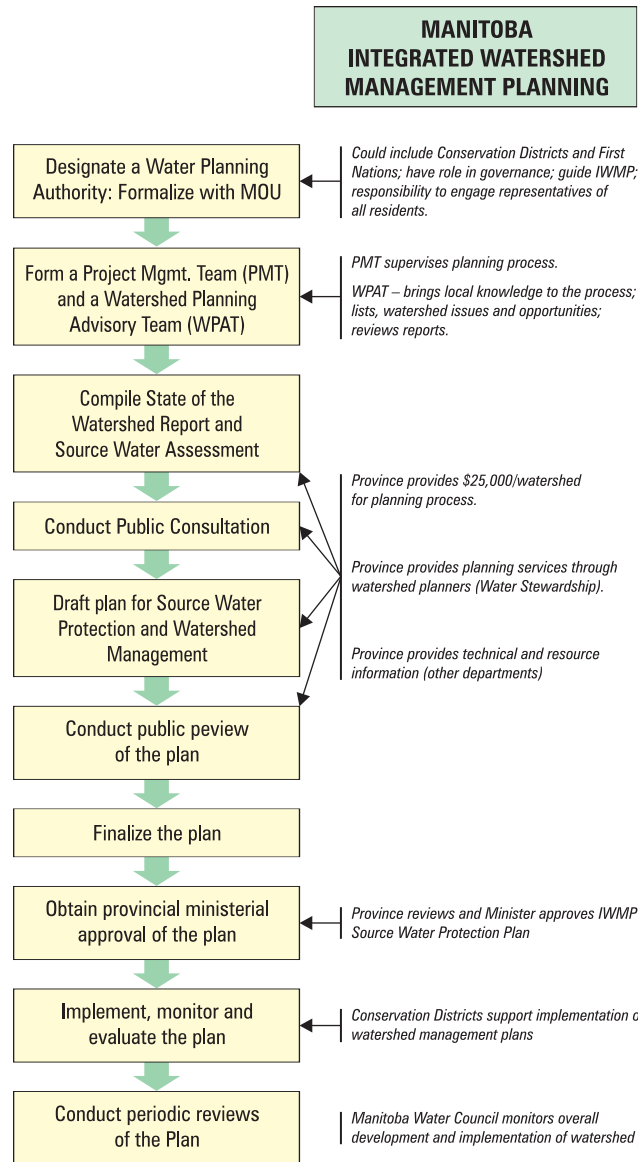 MANITOBA
INTEGRATED WATERSHED
MANAGEMENT PLANNING
Designate a Water Planning
Authority: Formalize with MOU
Could include Conservation Districts and First
Nations; have role in governance; guide IWMP;
responsibility to engage representatives of
all residents.
Form a Project Mgmt. Team (PMT)
and a Watershed Planning
Advisory Team (WPAT)
PMT supervises planning process.
WPAT – brings local knowledge to the process;
lists, watershed issues and opportunities;
reviews reports.
Compile State of the
Watershed Report and
Source Water Assessment
Conduct Public Consultation
Draft plan for Source Water
Protection and Watershed
Management
Conduct public peview
of the plan
Province provides $25,000/watershed
for planning process.
Province provides planning services through
watershed planners (Water Stewardship).
Province provides technical and resource
information (other departments)
Finalize the plan
Obtain provincial ministerial
approval of the plan
Province reviews and Minister approves IWMP
Source Water Protection Plan
Implement, monitor and
evaluate the plan
Conservation Districts support implementation
watershed management plans
Conduct periodic reviews
of the Plan
Manitoba Water Council monitors overall
development and implementation of watershed